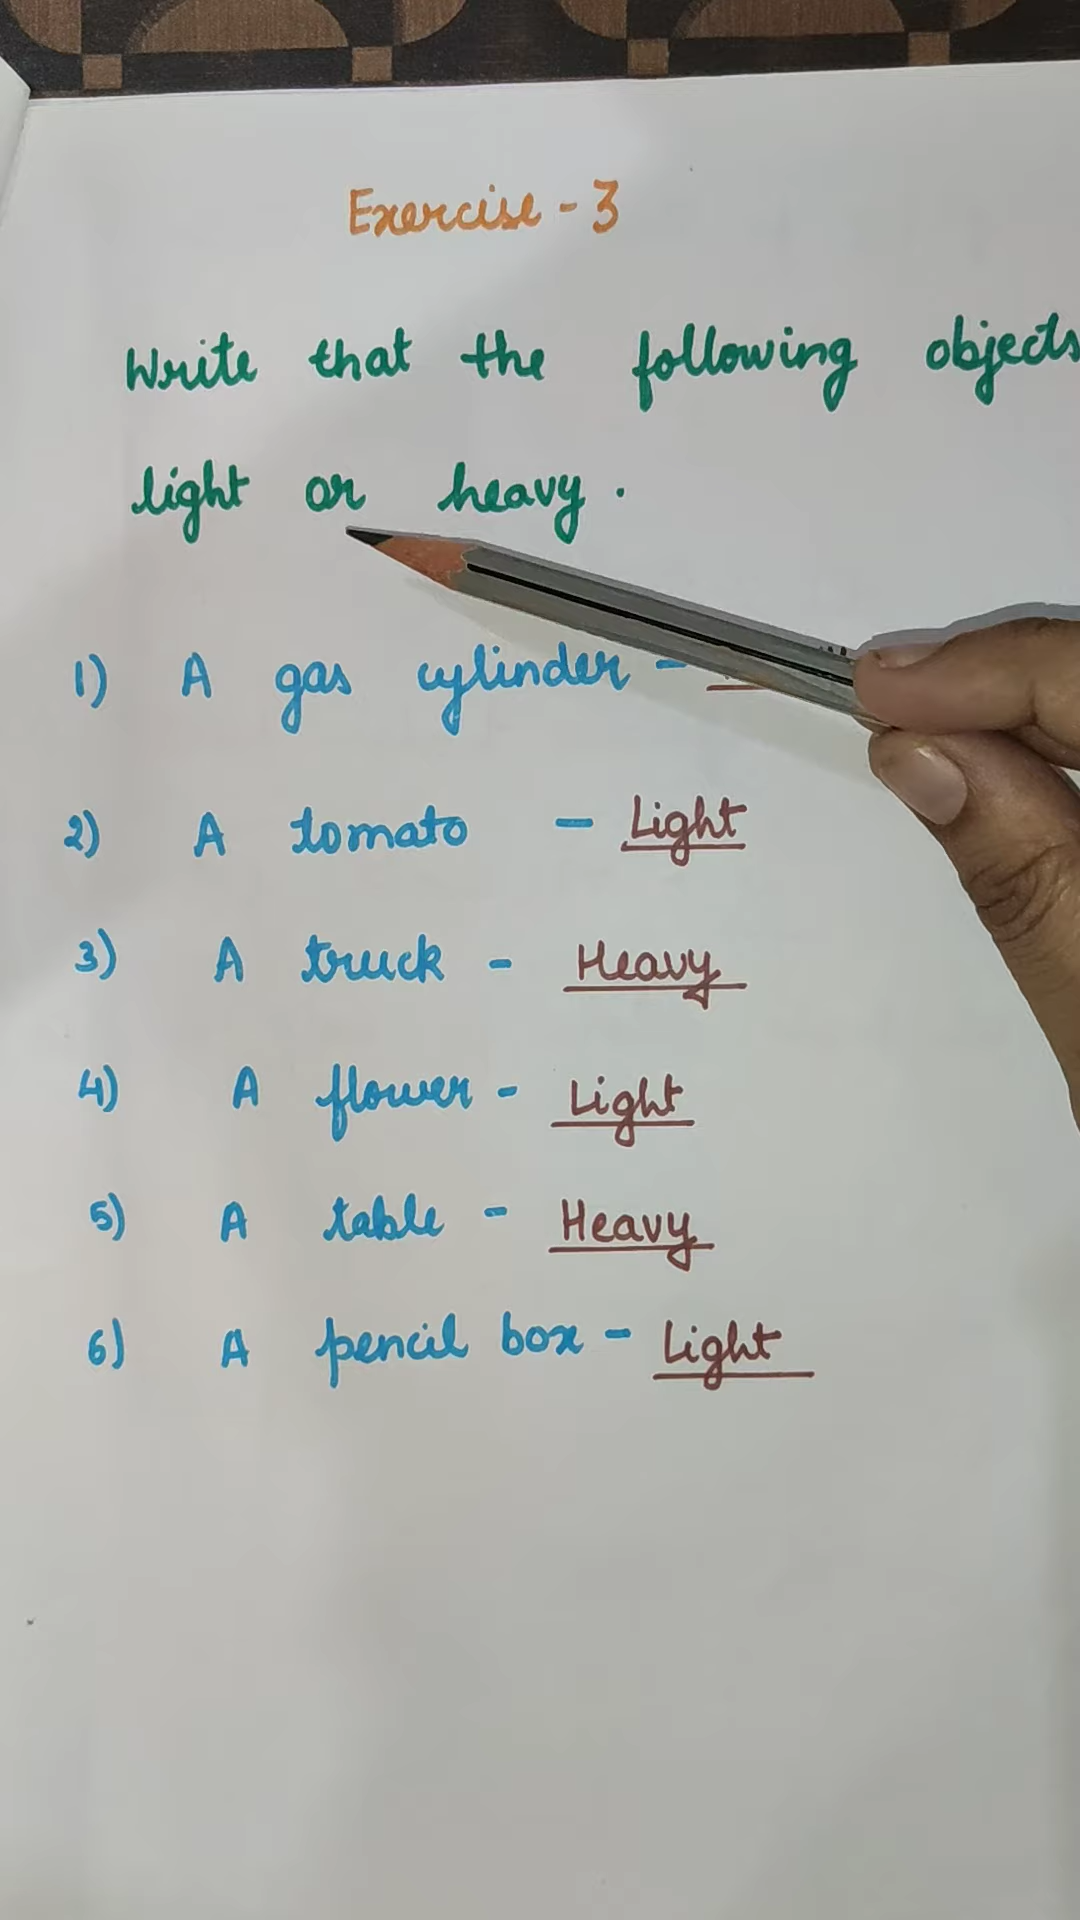 Exercise - 3
Write that the following objects
light or heavy.
1) A gas cylinder -
2) A tomato - Light
3) A truck - Heavy
4) A flower - Light
5) A table - Heavy
6) A pencil box - Light